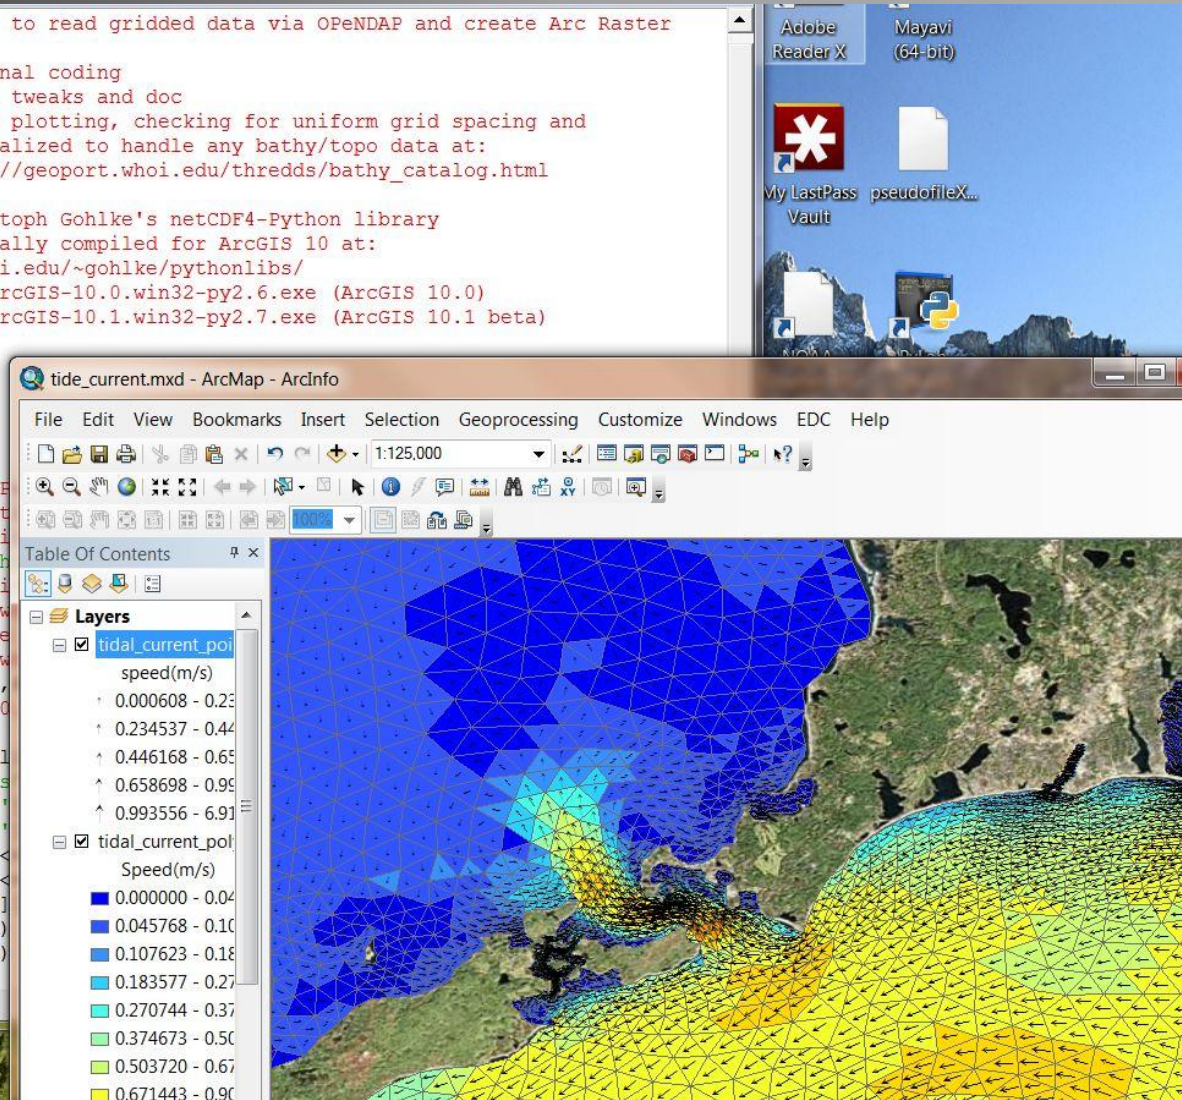 to read gridded data via OPeNDAP and create Arc Raster
nal coding
tweaks and doc
plotting, checking for uniform grid spacing and
alized to handle any bathy/topo data at:
//geoport.whoi.edu/thredds/bathy_catalog.html
toph Gohlke's netCDF4-Python library
ally compiled for ArcGIS 10 at:
i.edu/~gohlke/pythonlibs/
rcGIS-10.0.win32-py2.6.exe (ArcGIS 10.0)
rcGIS-10.1.win32-py2.7.exe (ArcGIS 10.1 beta)
Adobe
Reader X
Mayavi
(64-bit)
My LastPass
Vault
pseudofileX...
tide_current.mxd - ArcMap - ArcInfo
File Edit View Bookmarks Insert Selection Geoprocessing Customize Windows EDC Help
1:125,000
100%
Table Of Contents
Layers
tidal_current_poi
speed(m/s)
0.000608 - 0.23
0.234537 - 0.44
0.446168 - 0.65
0.658698 - 0.99
0.993556 - 6.91
tidal_current_pol
Speed(m/s)
0.000000 - 0.04
0.045768 - 0.10
0.107623 - 0.18
0.183577 - 0.27
0.270744 - 0.37
0.374673 - 0.50
0.503720 - 0.67
0.671443 - 0.90